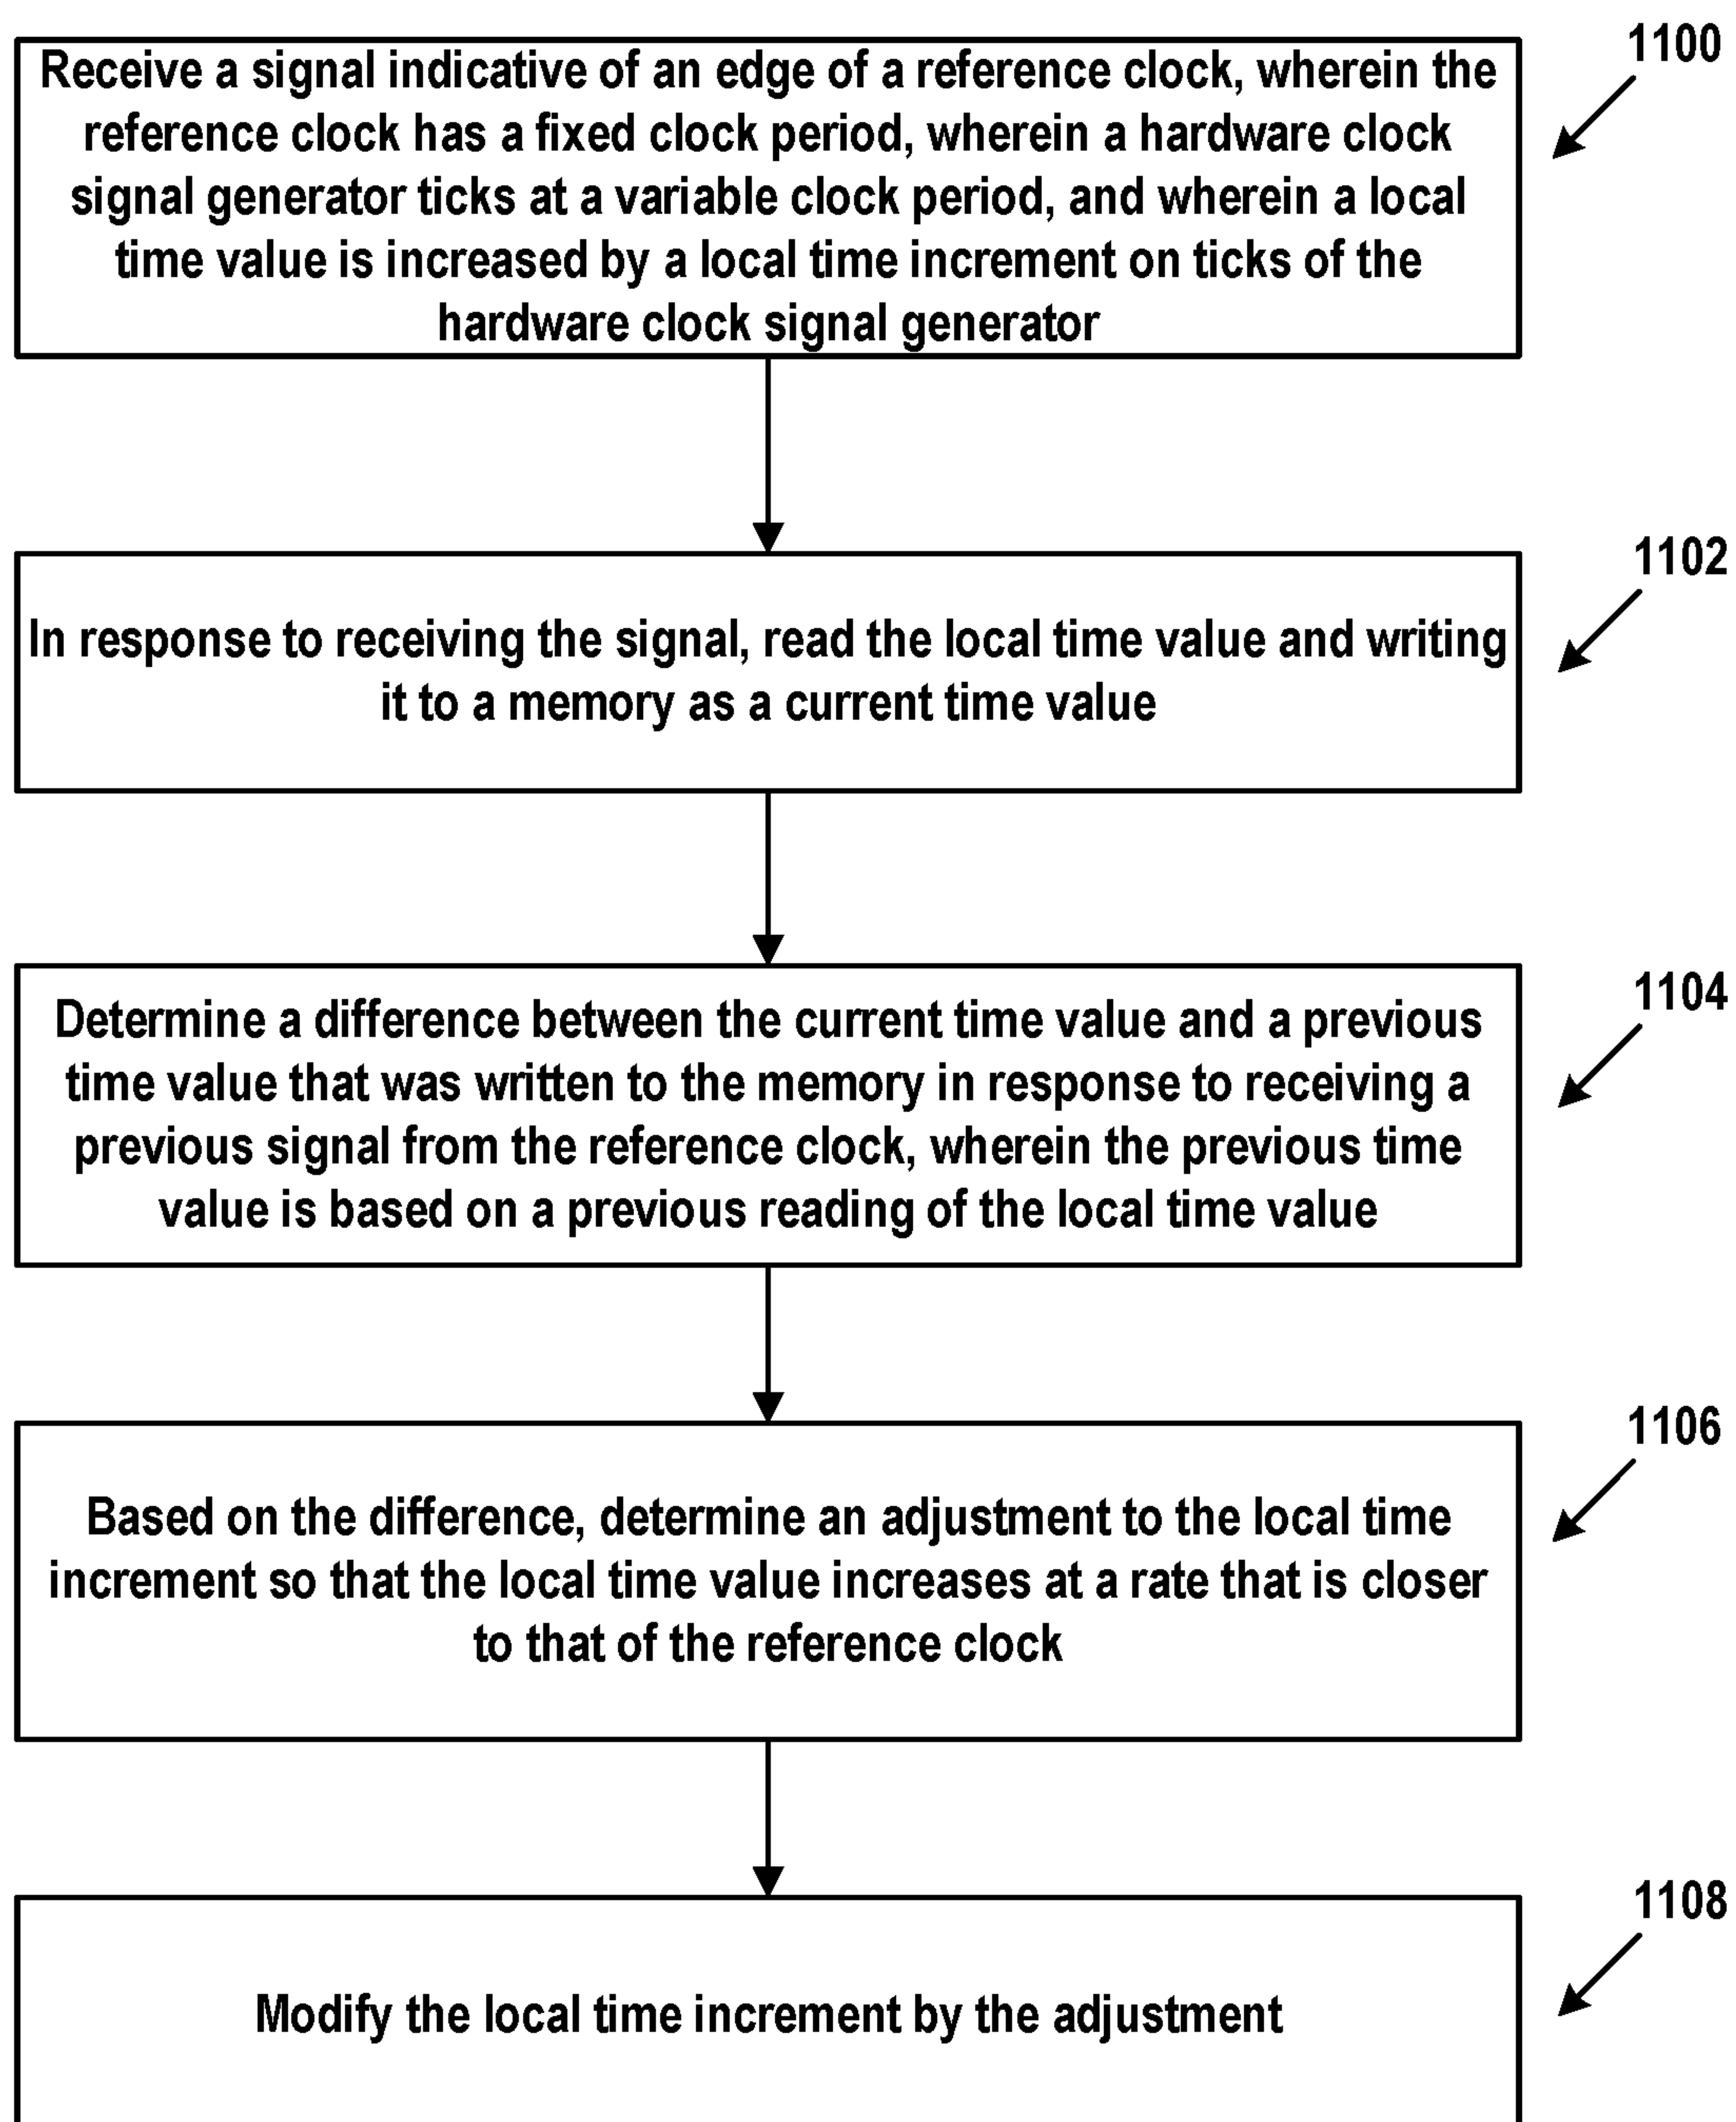 1100
Receive a signal indicative of an edge of a reference clock, wherein the
reference clock has a fixed clock period, wherein a hardware clock
signal generator ticks at a variable clock period, and wherein a local
time value is increased by a local time increment on ticks of the
hardware clock signal generator
1102
In response to receiving the signal, read the local time value and writing
it to a memory as a current time value
1104
Determine a difference between the current time value and a previous
time value that was written to the memory in response to receiving a
previous signal from the reference clock, wherein the previous time
value is based on a previous reading of the local time value
1106
Based on the difference, determine an adjustment to the local time
increment so that the local time value increases at a rate that is closer
to that of the reference clock
1108
Modify the local time increment by the adjustment